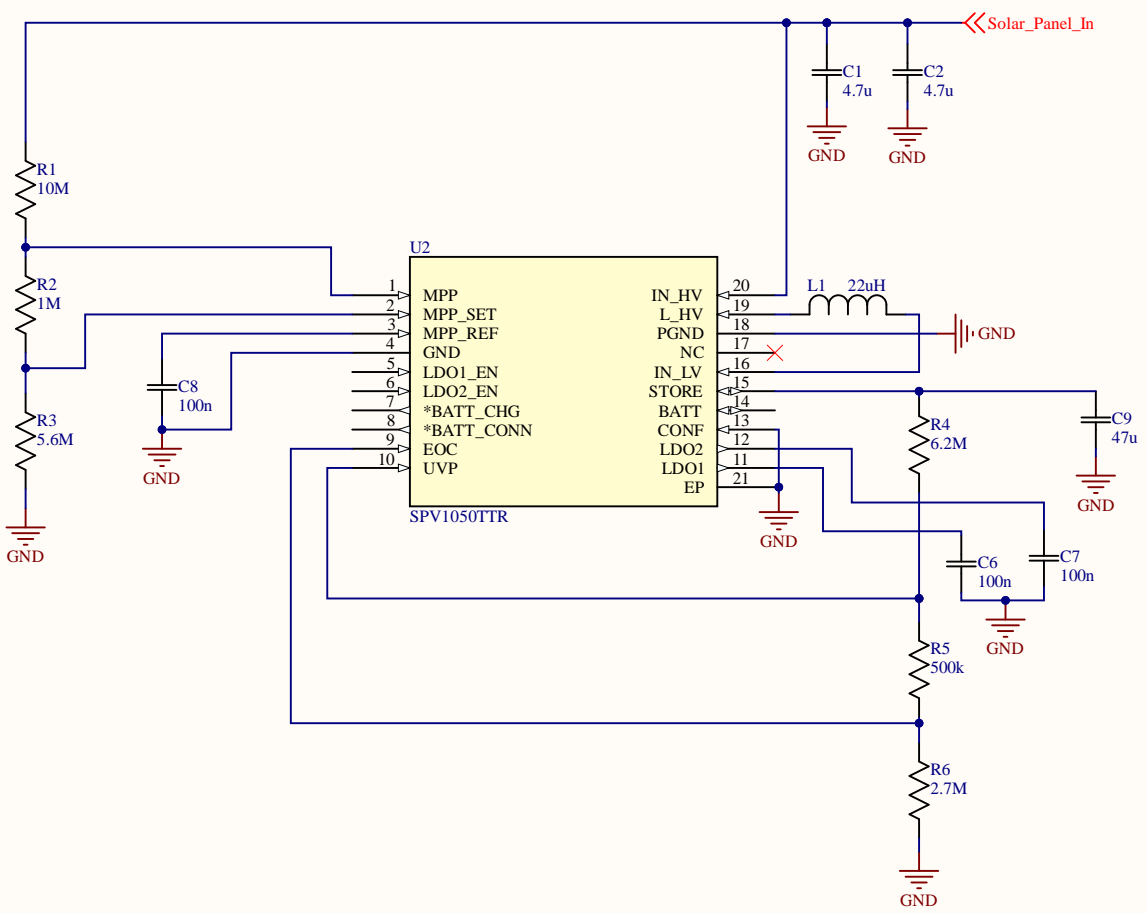 Solar_Panel_In
C1
4.7u
C2
4.7u
GND
GND
R1
10M
R2
1M
R3
5.6M
GND
C8
100n
GND
U2
1 MPP
2 MPP_SET
3 MPP_REF
4 GND
5 LDO1_EN
6 LDO2_EN
7 *BATT_CHG
8 *BATT_CONN
9 EOC
10 UVP
IN_HV 20
L_HV 19
PGND 18
NC 17
IN_LV 16
STORE 15
BATT 14
CONF 13
LDO2 12
LDO1 11
EP 21
SPV1050TTR
L1 22uH
GND
R4
6.2M
C9
47u
GND
GND
C6
100n
C7
100n
GND
R5
500k
R6
2.7M
GND